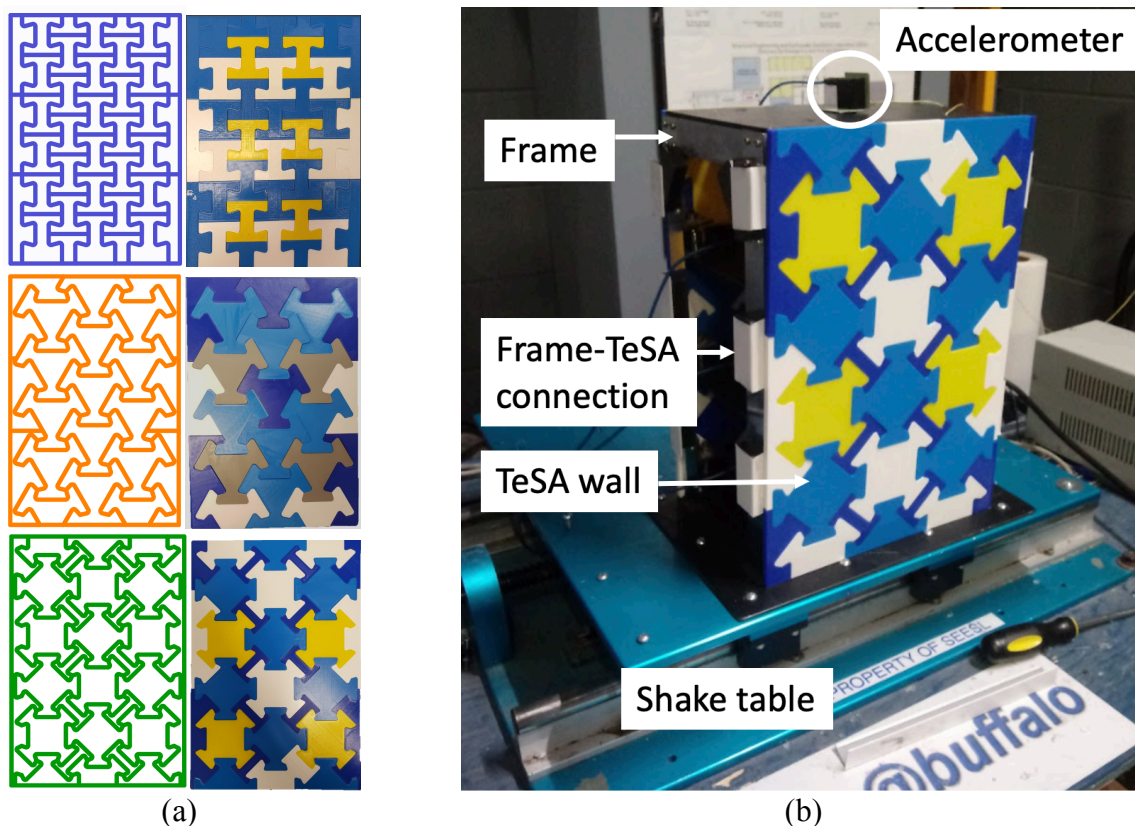 Accelerometer
Frame
Frame-TeSA
connection
TeSA wall
PROPERTY OF SEESL
Shake table
@buffalo
(a)
(b)